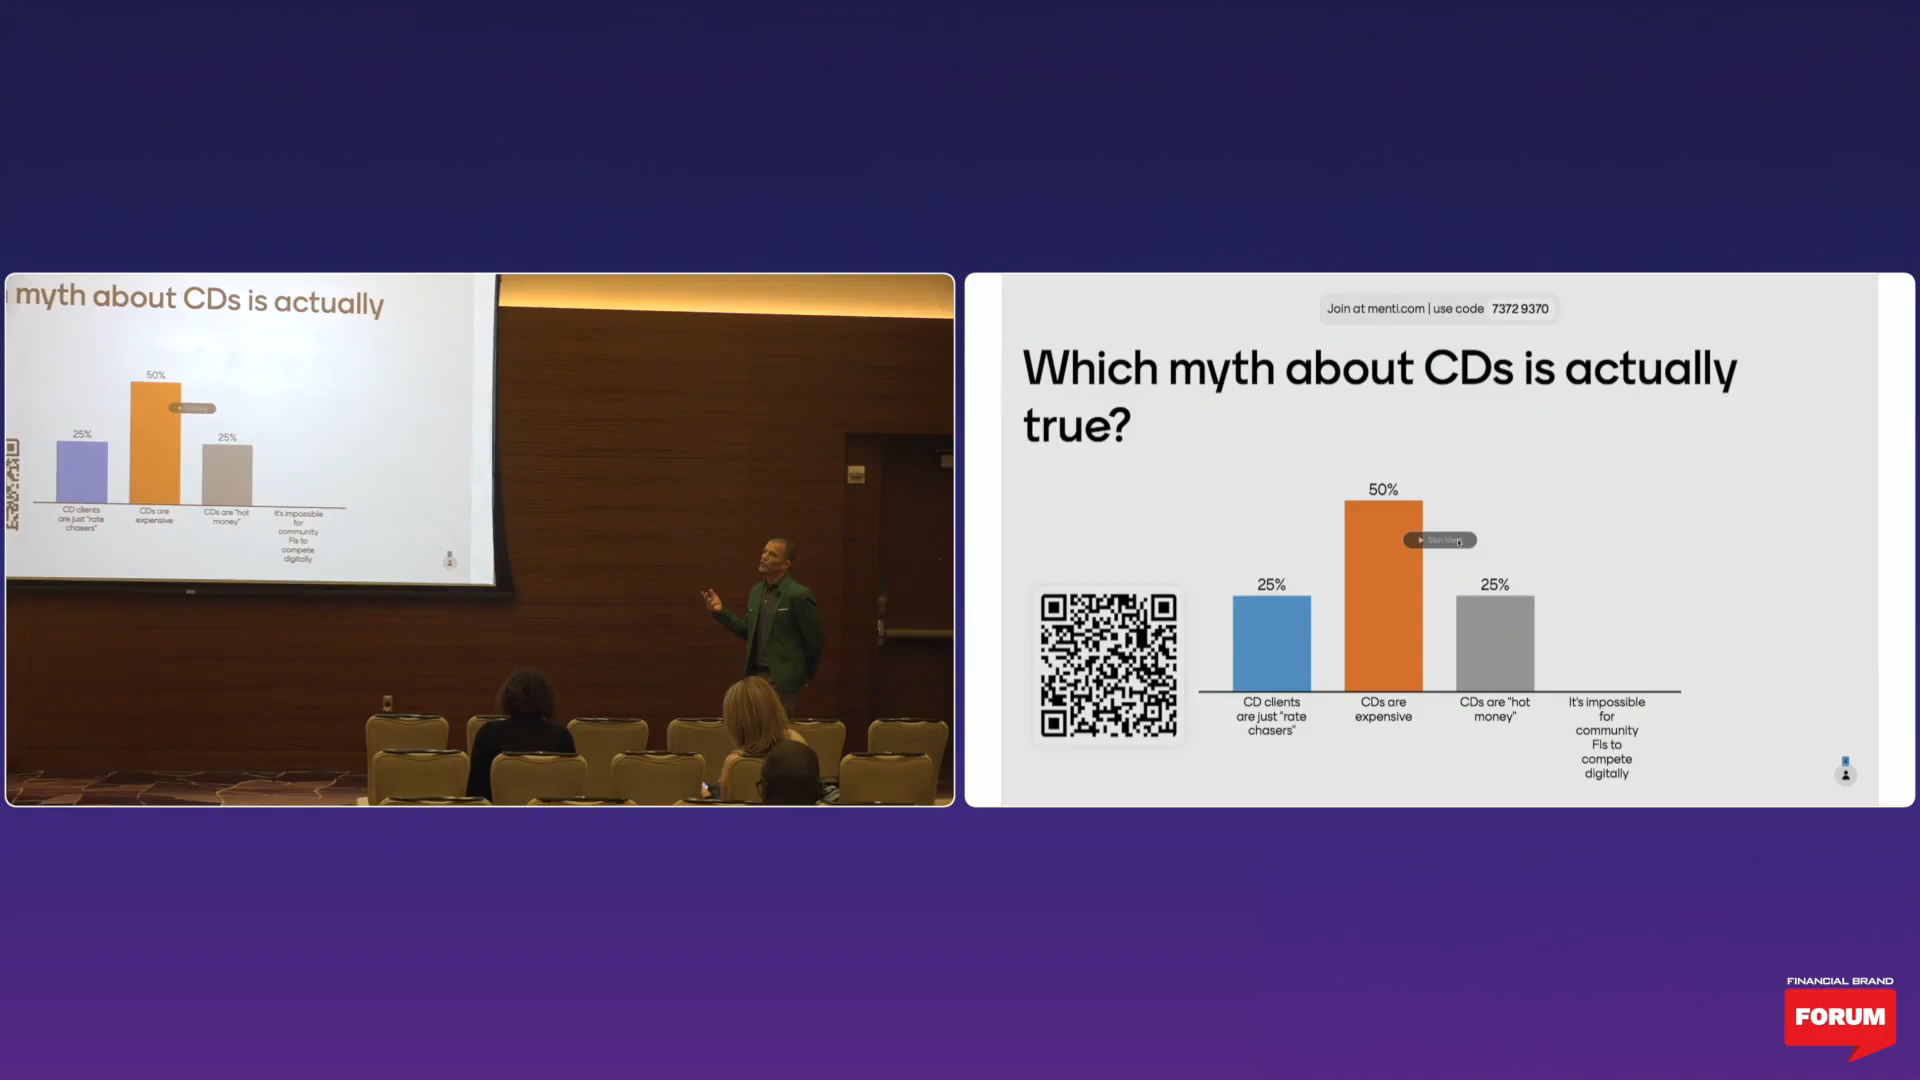 myth about CDs is actually
50%
25%
25%
CD clients
are just "rate
chasers"
CDs are
expensive
CDs are "hot
money"
It's impossible
for
community
FIs to
compete
digitally
Join at menti.com | use code 7372 9370
Which myth about CDs is actually
true?
50%
25%
25%
Start
CD clients
are just "rate
chasers"
CDs are
expensive
CDs are "hot
money"
It's impossible
for
community
FIs to
compete
digitally
4
FINANCIAL BRAND
FORUM